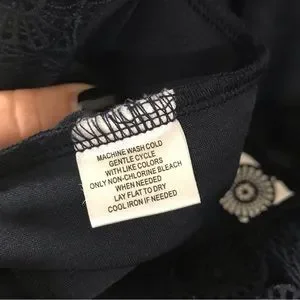 MACHINE WASH COLD
GENTLE CYCLE
WITH LIKE COLORS
ONLY NON-CHLORINE BLEACH
WHEN NEEDED
LAY FLAT TO DRY
COOL IRON IF NEEDED